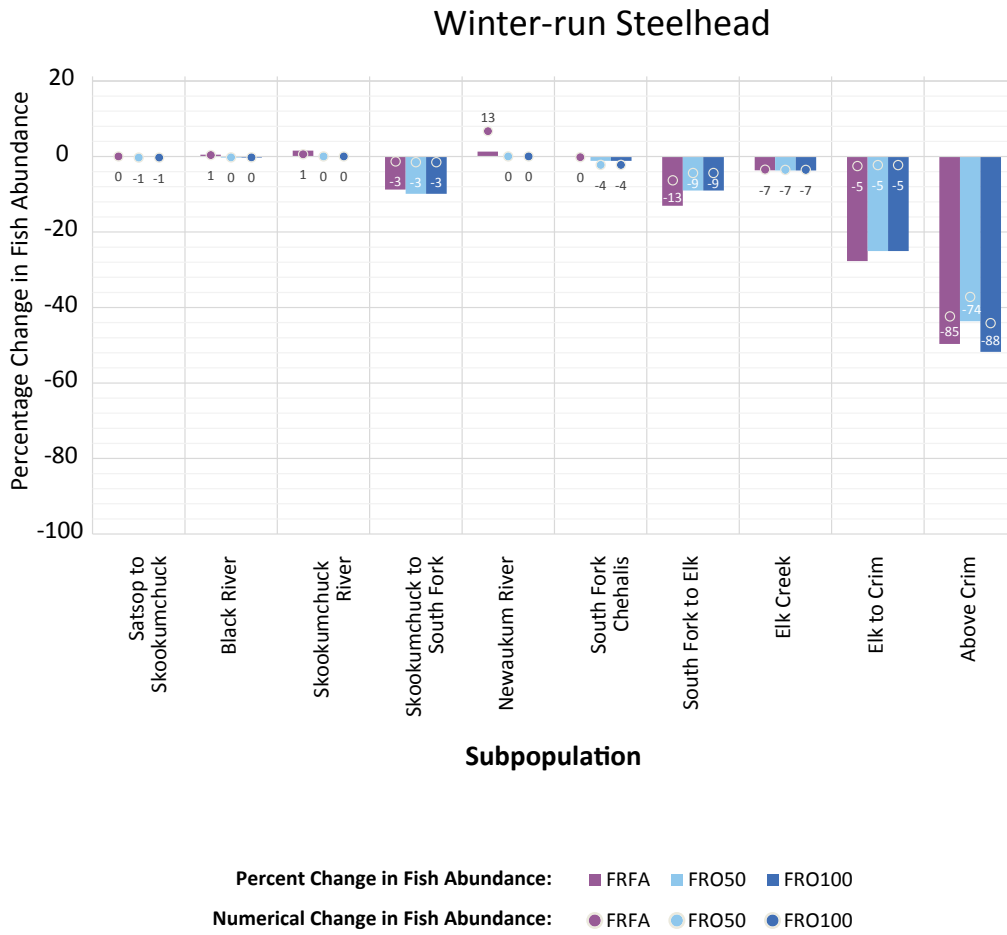 Winter-run Steelhead
Percentage Change in Fish Abundance
20
0
-20
-40
-60
-80
-100
0 -1 -1
1 0 0
1 0 0
-3 -3 -3
13
0 0
0 -4 -4
-13 -9 -9
-7 -7 -7
-5 -5 -5
-85 -74 -88
Satsop to
Skookumchuck
Black River
Skookumchuck
River
Skookumchuck to
South Fork
Newaukum River
South Fork
Chehalis
South Fork to Elk
Elk Creek
Elk to Crim
Above Crim
Subpopulation
Percent Change in Fish Abundance: FRFA FRO50 FRO100
Numerical Change in Fish Abundance: FRFA FRO50 FRO100